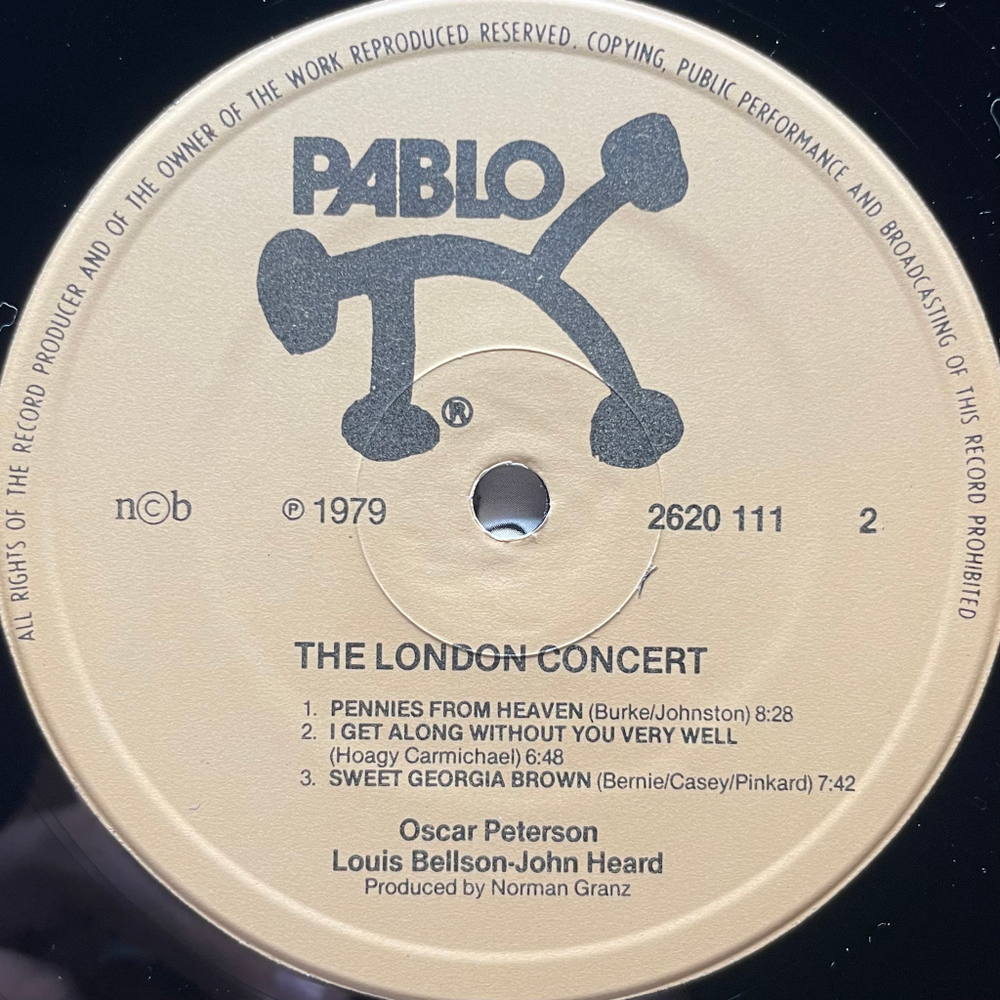 ALL RIGHTS OF THE RECORD PRODUCER AND OF THE OWNER OF THE WORK REPRODUCED RESERVED. COPYING, PUBLIC PERFORMANCE AND BROADCASTING OF THIS RECORD PROHIBITED
PABLO
®
n©b ℗ 1979 2620 111 2
THE LONDON CONCERT
1. PENNIES FROM HEAVEN (Burke/Johnston) 8:28
2. I GET ALONG WITHOUT YOU VERY WELL
(Hoagy Carmichael) 6:48
3. SWEET GEORGIA BROWN (Bernie/Casey/Pinkard) 7:42
Oscar Peterson
Louis Bellson-John Heard
Produced by Norman Granz